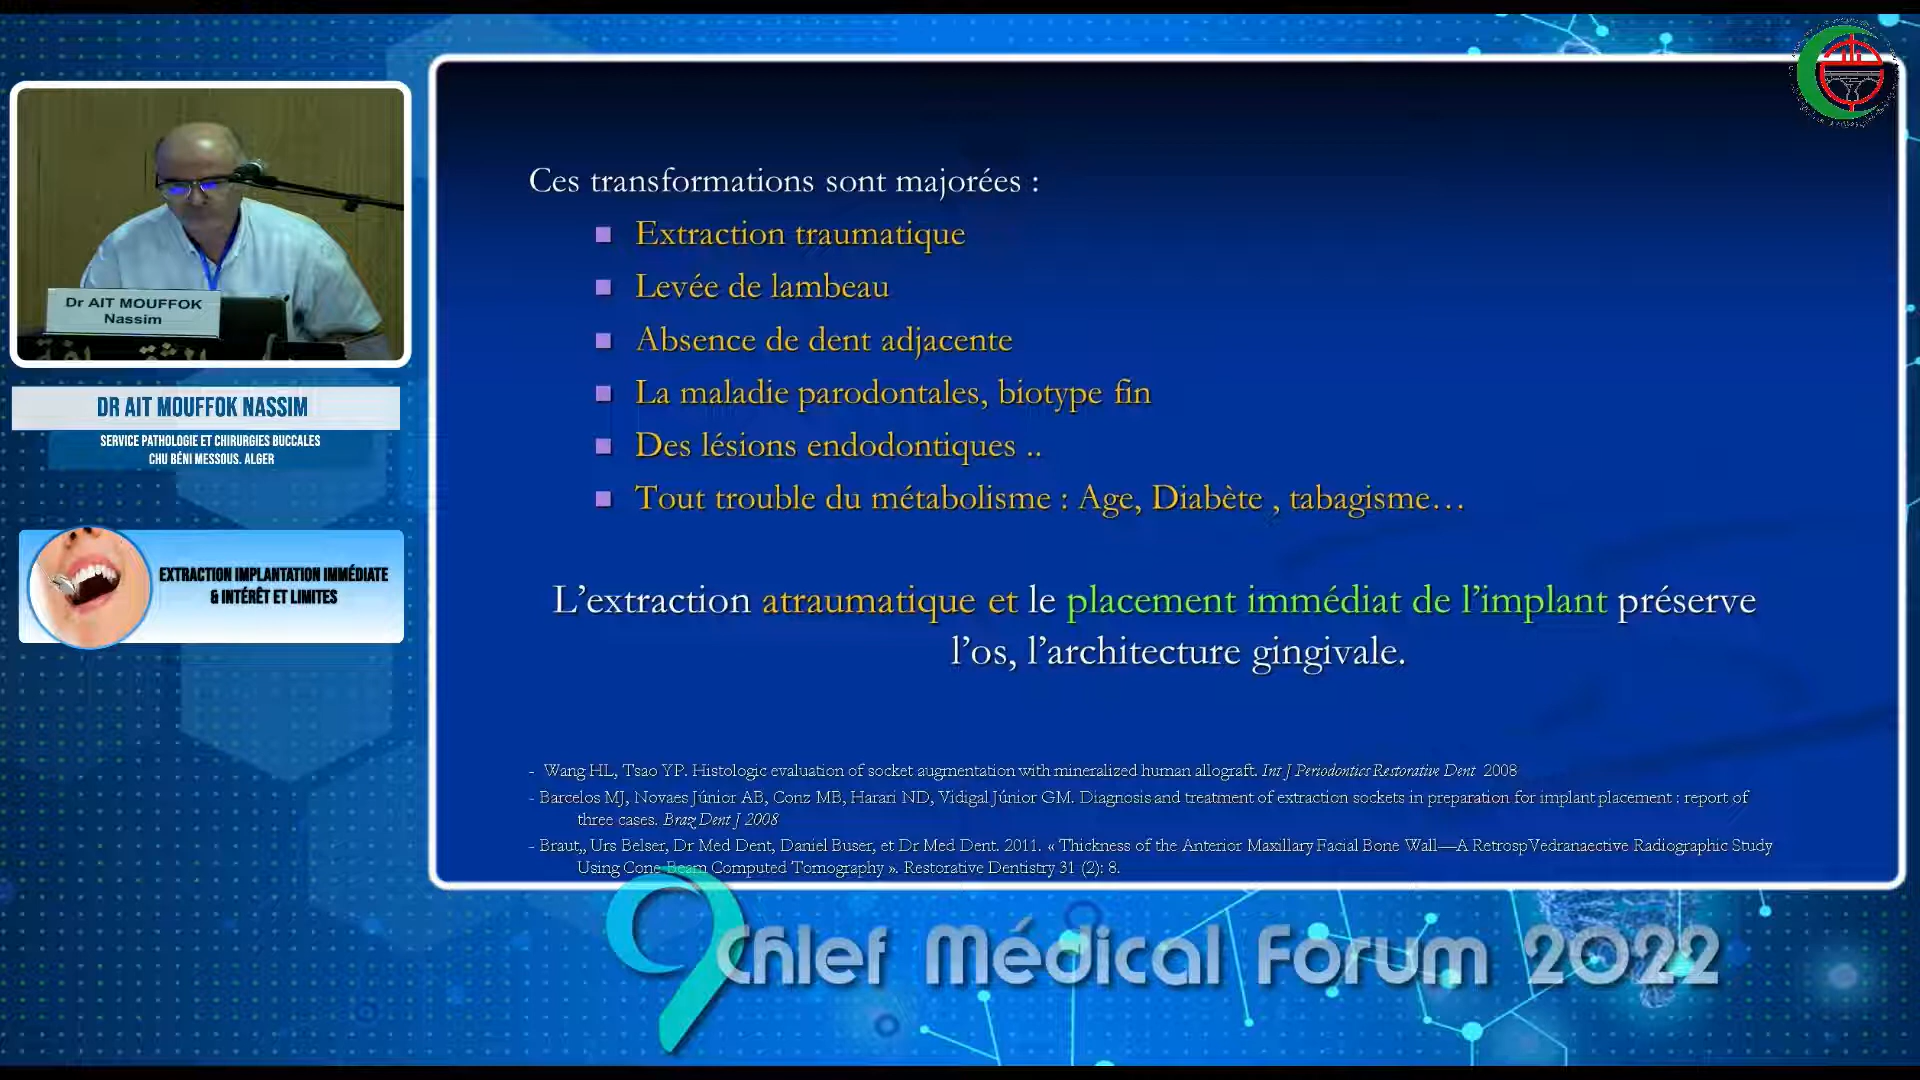 Dr AIT MOUFFOK
Nassim
DR AIT MOUFFOK NASSIM
SERVICE PATHOLOGIE ET CHIRURGIES BUCCALES
CHU BÉNI MESSOUS. ALGER
EXTRACTION IMPLANTATION IMMÉDIATE
& INTÉRÊT ET LIMITES
Ces transformations sont majorées :
Extraction traumatique
Levée de lambeau
Absence de dent adjacente
La maladie parodontales, biotype fin
Des lésions endodontiques ..
Tout trouble du métabolisme : Age, Diabète , tabagisme…
L’extraction atraumatique et le placement immédiat de l’implant préserve
l’os, l’architecture gingivale.
- Wang HL, Tsao YP. Histologic evaluation of socket augmentation with mineralized human allograft. Int J Periodontics Restorative Dent 2008
- Barcelos MJ, Novaes Júnior AB, Conz MB, Harari ND, Vidigal Júnior GM. Diagnosis and treatment of extraction sockets in preparation for implant placement : report of
three cases. Braz Dent J 2008
- Braut,, Urs Belser, Dr Med Dent, Daniel Buser, et Dr Med Dent. 2011. « Thickness of the Anterior Maxillary Facial Bone Wall—A RetrospVedranaective Radiographic Study
Using Cone Beam Computed Tomography ». Restorative Dentistry 31 (2): 8.
9 Chlef Médical Forum 2022